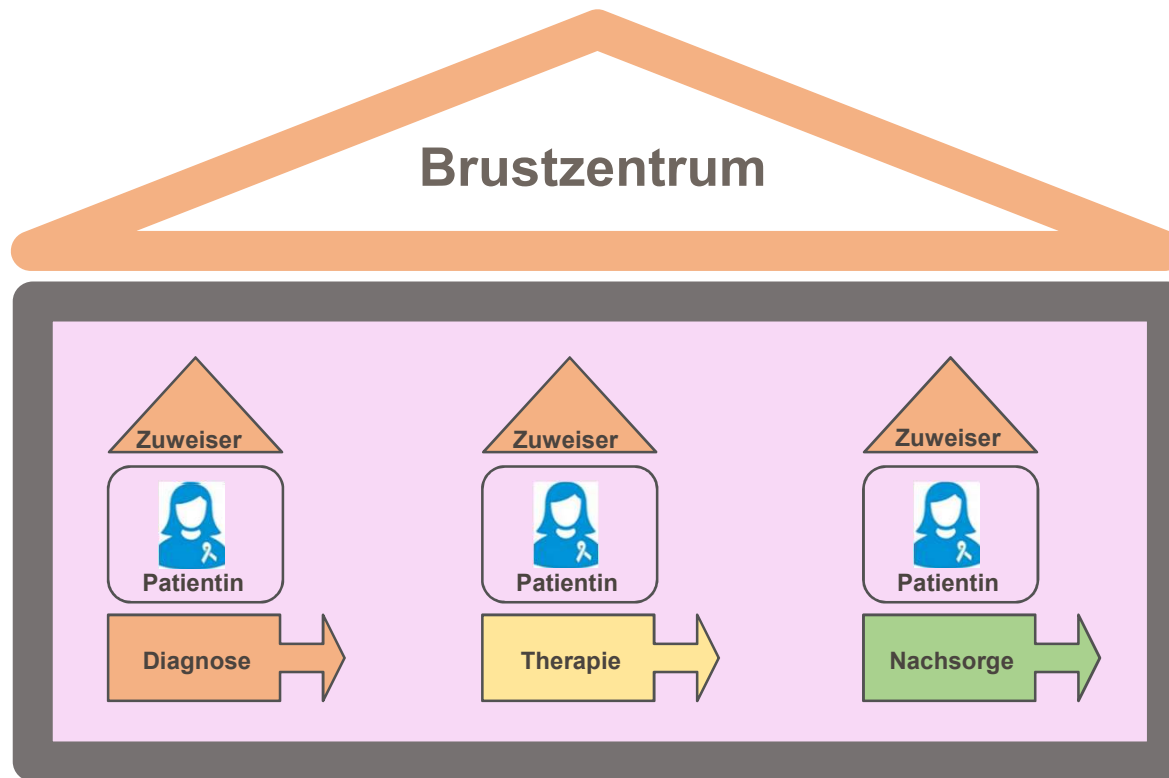 Brustzentrum
Zuweiser
Zuweiser
Zuweiser
Patientin
Patientin
Patientin
Diagnose
Therapie
Nachsorge